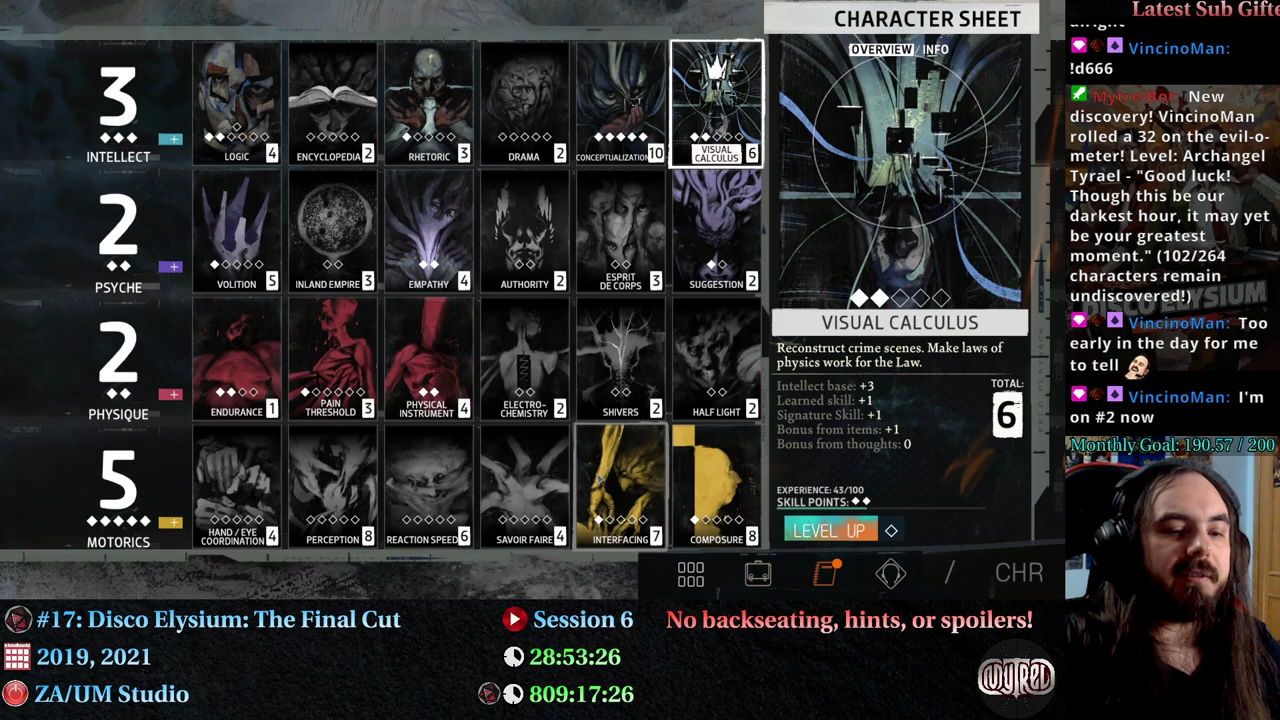 CHARACTER SHEET
OVERVIEW / INFO
3
INTELLECT
LOGIC 4
ENCYCLOPEDIA 2
RHETORIC 3
DRAMA 2
CONCEPTUALIZATION 10
VISUAL CALCULUS 6
2
PSYCHE
VOLITION 5
INLAND EMPIRE 3
EMPATHY 4
AUTHORITY 2
ESPRIT DE CORPS 3
SUGGESTION 2
2
PHYSIQUE
ENDURANCE 1
PAIN THRESHOLD 3
PHYSICAL INSTRUMENT 4
ELECTRO-CHEMISTRY 2
SHIVERS 2
HALF LIGHT 2
5
MOTORICS
HAND / EYE COORDINATION 4
PERCEPTION 8
REACTION SPEED 6
SAVOIR FAIRE 4
INTERFACING 7
COMPOSURE 8
VISUAL CALCULUS
Reconstruct crime scenes. Make laws of
physics work for the Law.
Intellect base: +3
Learned skill: +1
Signature Skill: +1
Bonus from items: +1
Bonus from thoughts: 0
TOTAL:
6
EXPERIENCE: 43/100
SKILL POINTS:
LEVEL UP
/ CHR
Latest Sub Gifte
alright
VincinoMan:
!d666
MytrelBot: New
discovery! VincinoMan
rolled a 32 on the evil-o-
meter! Level: Archangel
Tyrael - "Good luck!
Though this be our
darkest hour, it may yet
be your greatest
moment." (102/264
characters remain
undiscovered!)
VincinoMan: Too
early in the day for me
to tell
VincinoMan: I'm
on #2 now
DISCO ELYSIUM
Monthly Goal: 190.57 / 200
#17: Disco Elysium: The Final Cut
2019, 2021
ZA/UM Studio
Session 6
28:53:26
809:17:26
No backseating, hints, or spoilers!